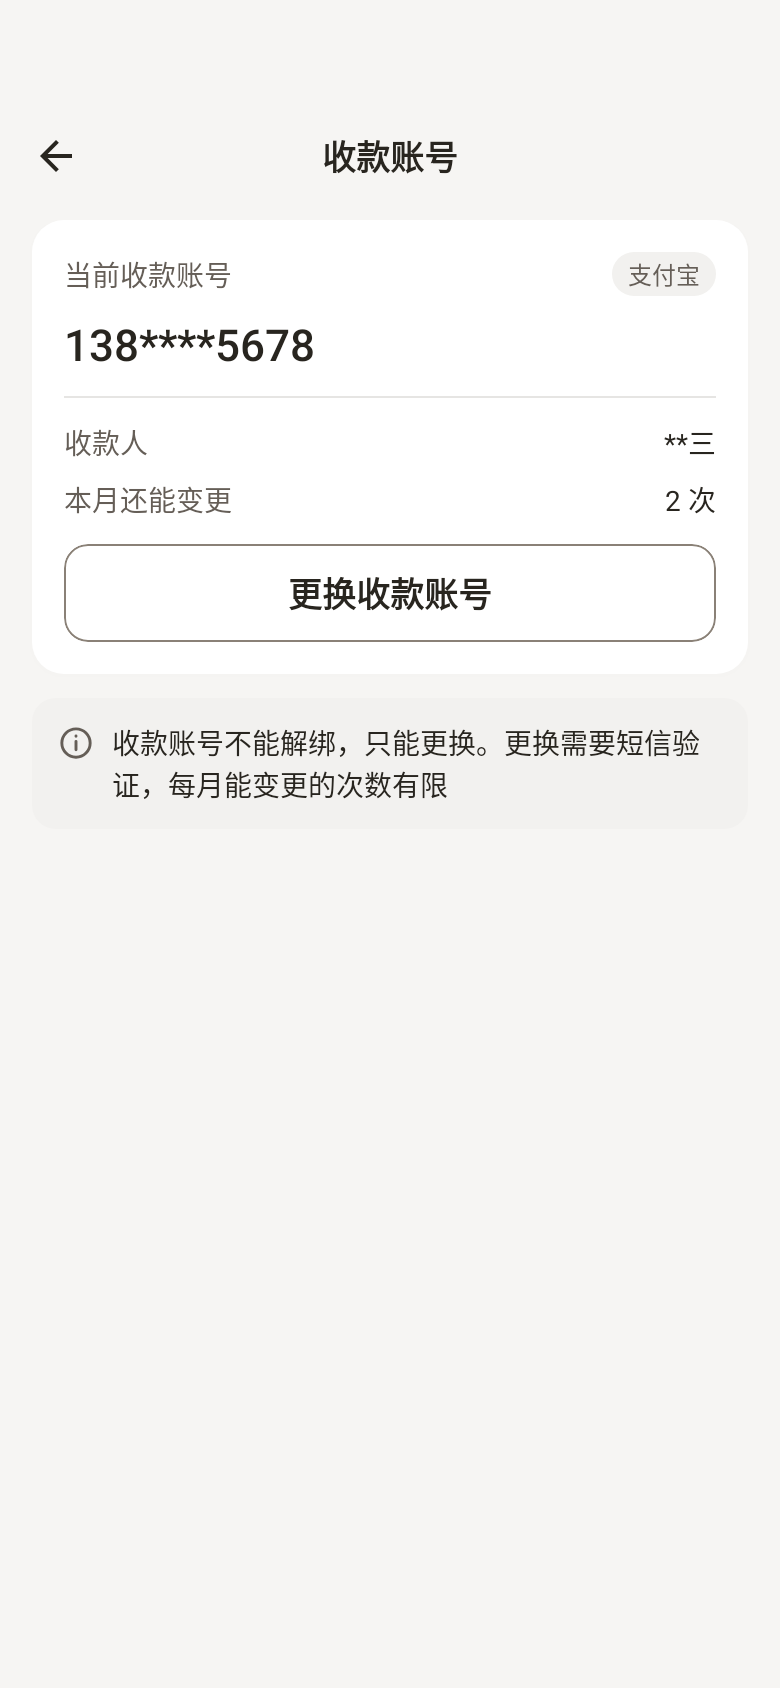 收款账号
当前收款账号
支付宝
138****5678
收款人
**三
本月还能变更
2 次
更换收款账号
收款账号不能解绑，只能更换。更换需要短信验
证，每月能变更的次数有限